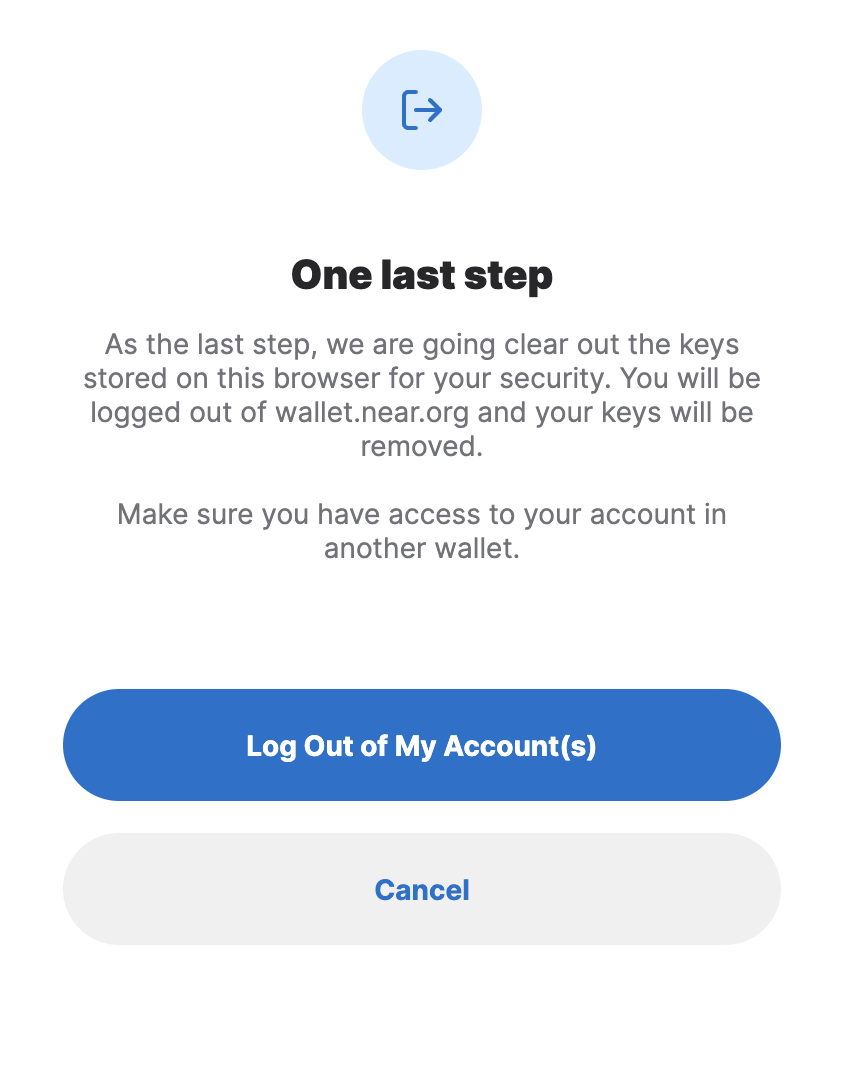 One last step
As the last step, we are going clear out the keys
stored on this browser for your security. You will be
logged out of wallet.near.org and your keys will be
removed.
Make sure you have access to your account in
another wallet.
Log Out of My Account(s)
Cancel